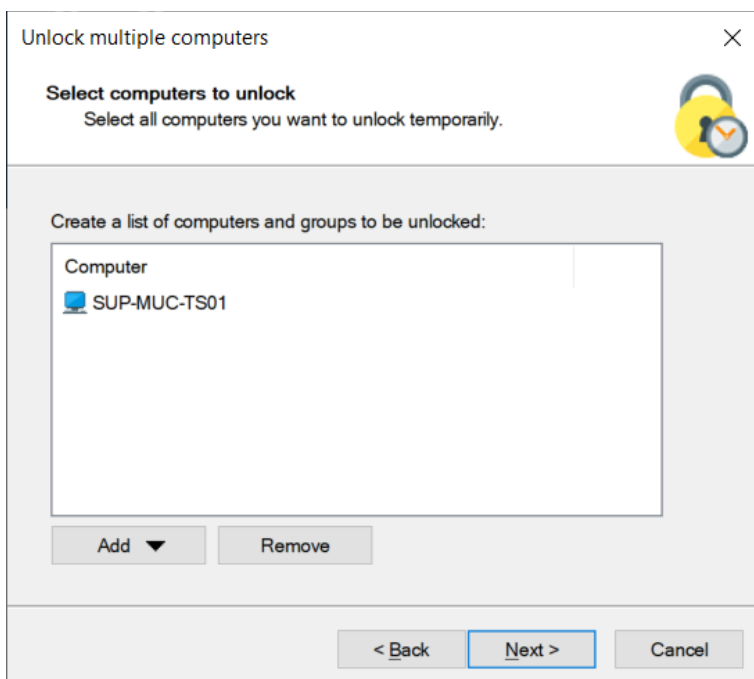 Unlock multiple computers
Select computers to unlock
Select all computers you want to unlock temporarily.
Create a list of computers and groups to be unlocked:
Computer
SUP-MUC-TS01
Add
Remove
< Back
Next >
Cancel